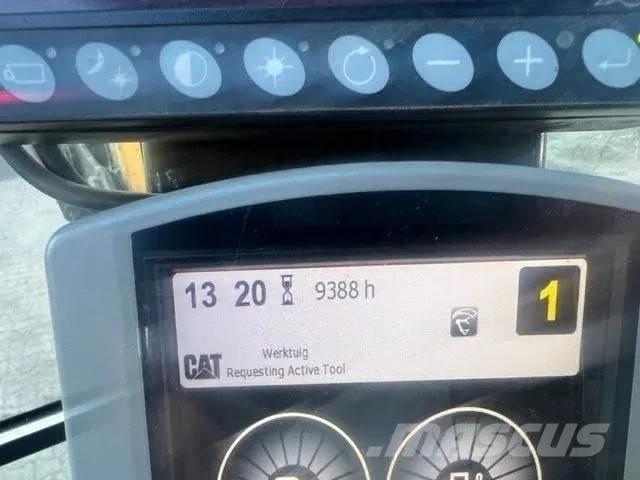 13 20 9388 h
1
Werktuig
CAT Requesting Active Tool
mascus